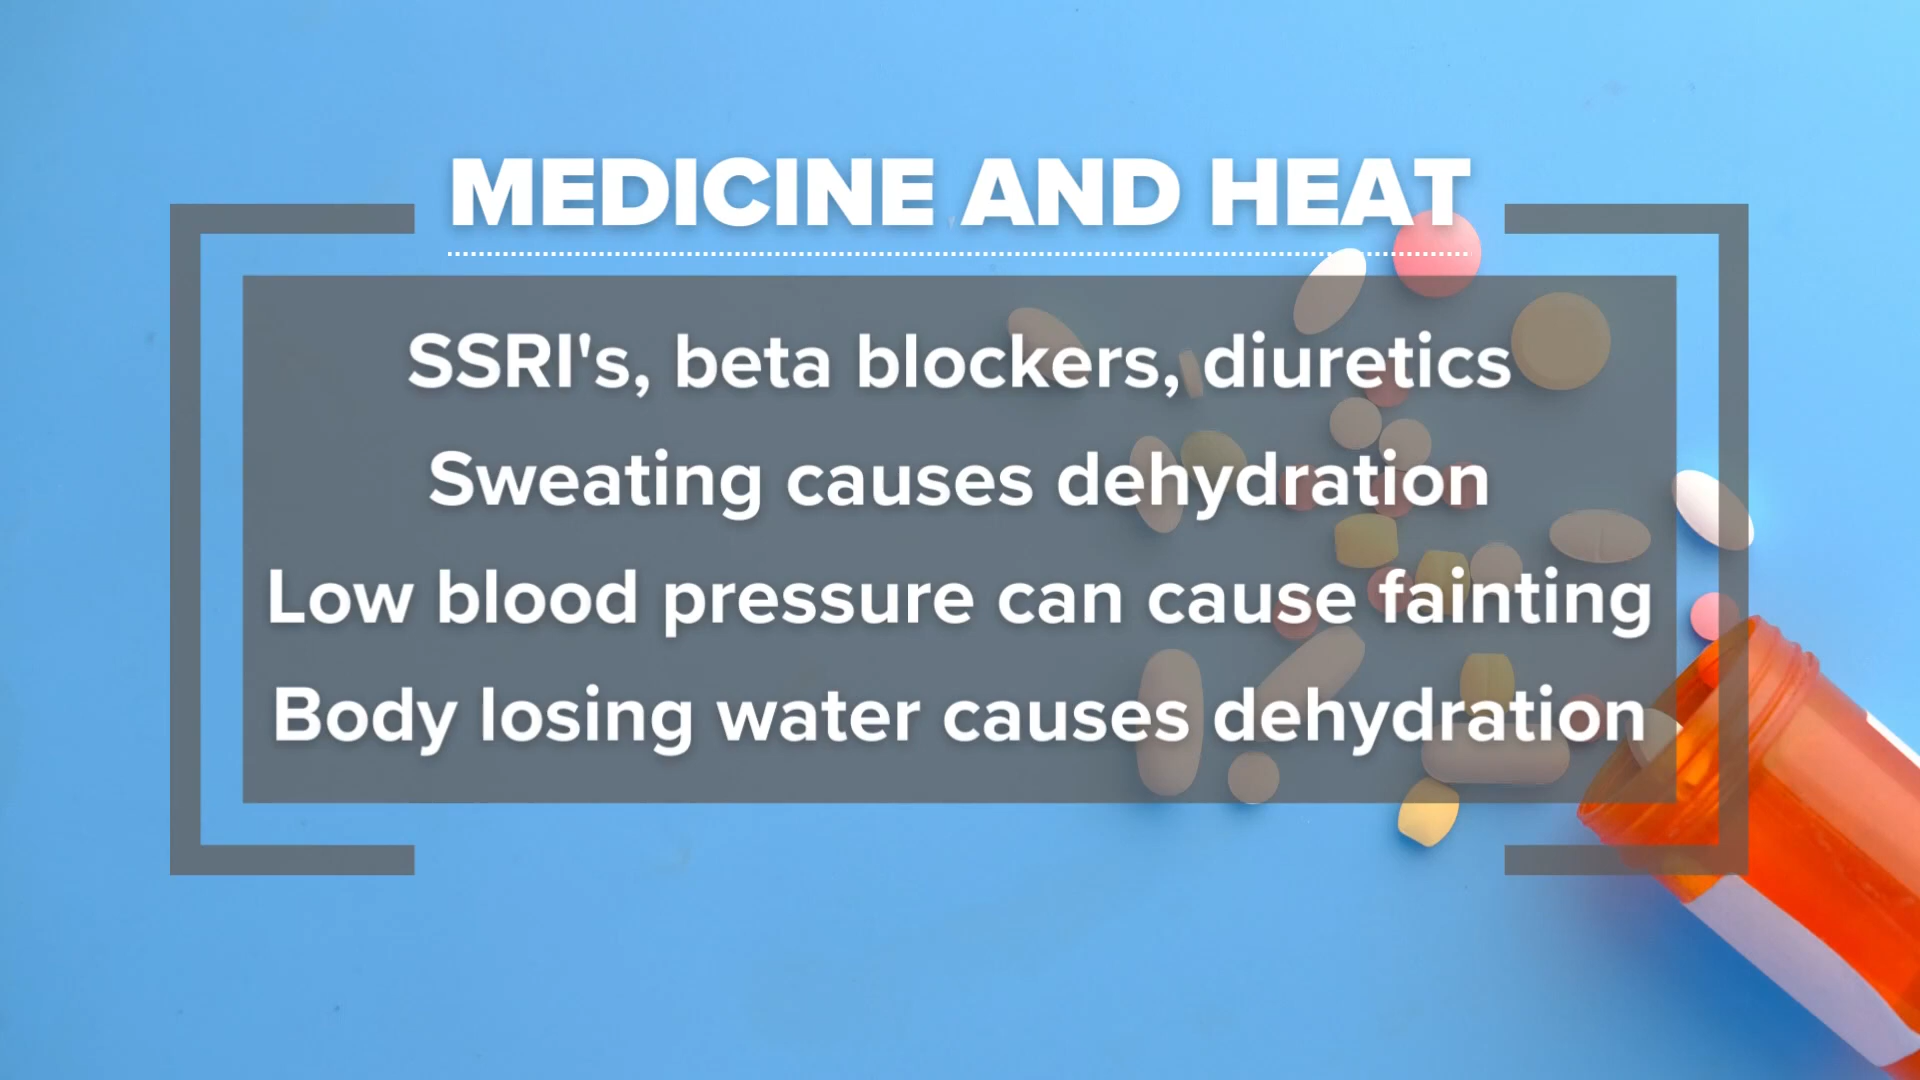 MEDICINE AND HEAT
SSRI's, beta blockers, diuretics
Sweating causes dehydration
Low blood pressure can cause fainting
Body losing water causes dehydration